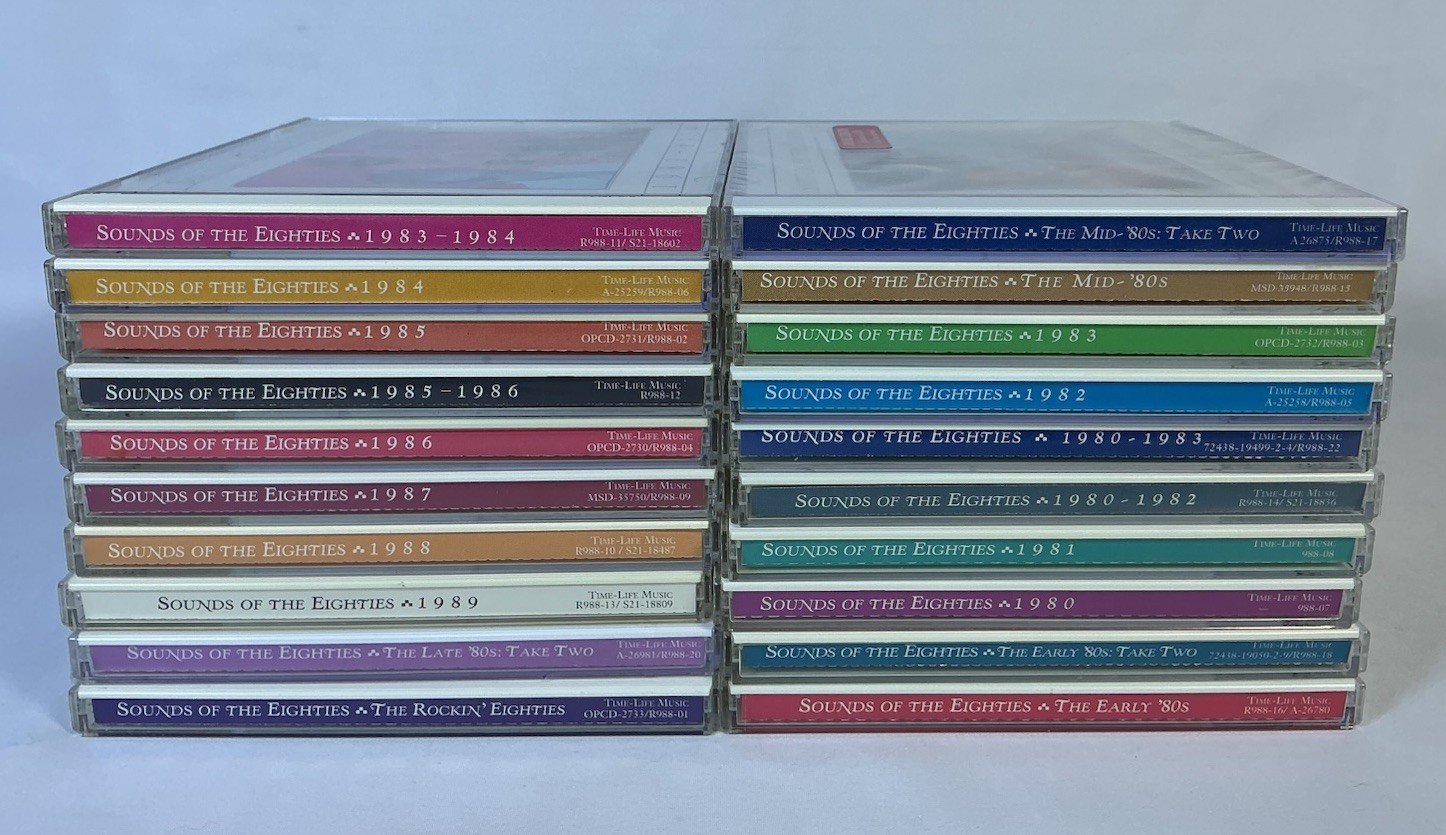 SOUNDS OF THE EIGHTIES 1983-1984
TIME-LIFE MUSIC
R988-11/ S21-18602
SOUNDS OF THE EIGHTIES 1984
TIME-LIFE MUSIC
A-25259/R988-06
SOUNDS OF THE EIGHTIES 1985
TIME-LIFE MUSIC
OPCD-2731/R988-02
SOUNDS OF THE EIGHTIES 1985-1986
TIME-LIFE MUSIC
R988-12
SOUNDS OF THE EIGHTIES 1986
TIME-LIFE MUSIC
OPCD-2730/R988-04
SOUNDS OF THE EIGHTIES 1987
TIME-LIFE MUSIC
MSD-35750/R988-09
SOUNDS OF THE EIGHTIES 1988
TIME-LIFE MUSIC
R988-10 / S21-18487
SOUNDS OF THE EIGHTIES 1989
TIME-LIFE MUSIC
R988-13/ S21-18809
SOUNDS OF THE EIGHTIES THE LATE '80S: TAKE TWO
TIME-LIFE MUSIC
A-26981/R988-20
SOUNDS OF THE EIGHTIES THE ROCKIN' EIGHTIES
TIME-LIFE MUSIC
OPCD-2733/R988-01
SOUNDS OF THE EIGHTIES THE MID-'80S: TAKE TWO
TIME-LIFE MUSIC
A26875/R988-17
SOUNDS OF THE EIGHTIES THE MID-'80S
TIME-LIFE MUSIC
MSD-35948/R988-15
SOUNDS OF THE EIGHTIES 1983
TIME-LIFE MUSIC
OPCD-2732/R988-03
SOUNDS OF THE EIGHTIES 1982
TIME-LIFE MUSIC
A-25258/R988-05
SOUNDS OF THE EIGHTIES 1980-1983
TIME-LIFE MUSIC
72438-19499-2-4/R988-22
SOUNDS OF THE EIGHTIES 1980-1982
TIME-LIFE MUSIC
R988-14/ S21-18836
SOUNDS OF THE EIGHTIES 1981
TIME-LIFE MUSIC
988-08
SOUNDS OF THE EIGHTIES 1980
TIME-LIFE MUSIC
988-07
SOUNDS OF THE EIGHTIES THE EARLY '80S: TAKE TWO
TIME-LIFE MUSIC
72438-19050-2-9/R988-18
SOUNDS OF THE EIGHTIES THE EARLY '80S
TIME-LIFE MUSIC
R988-16/ A-26780